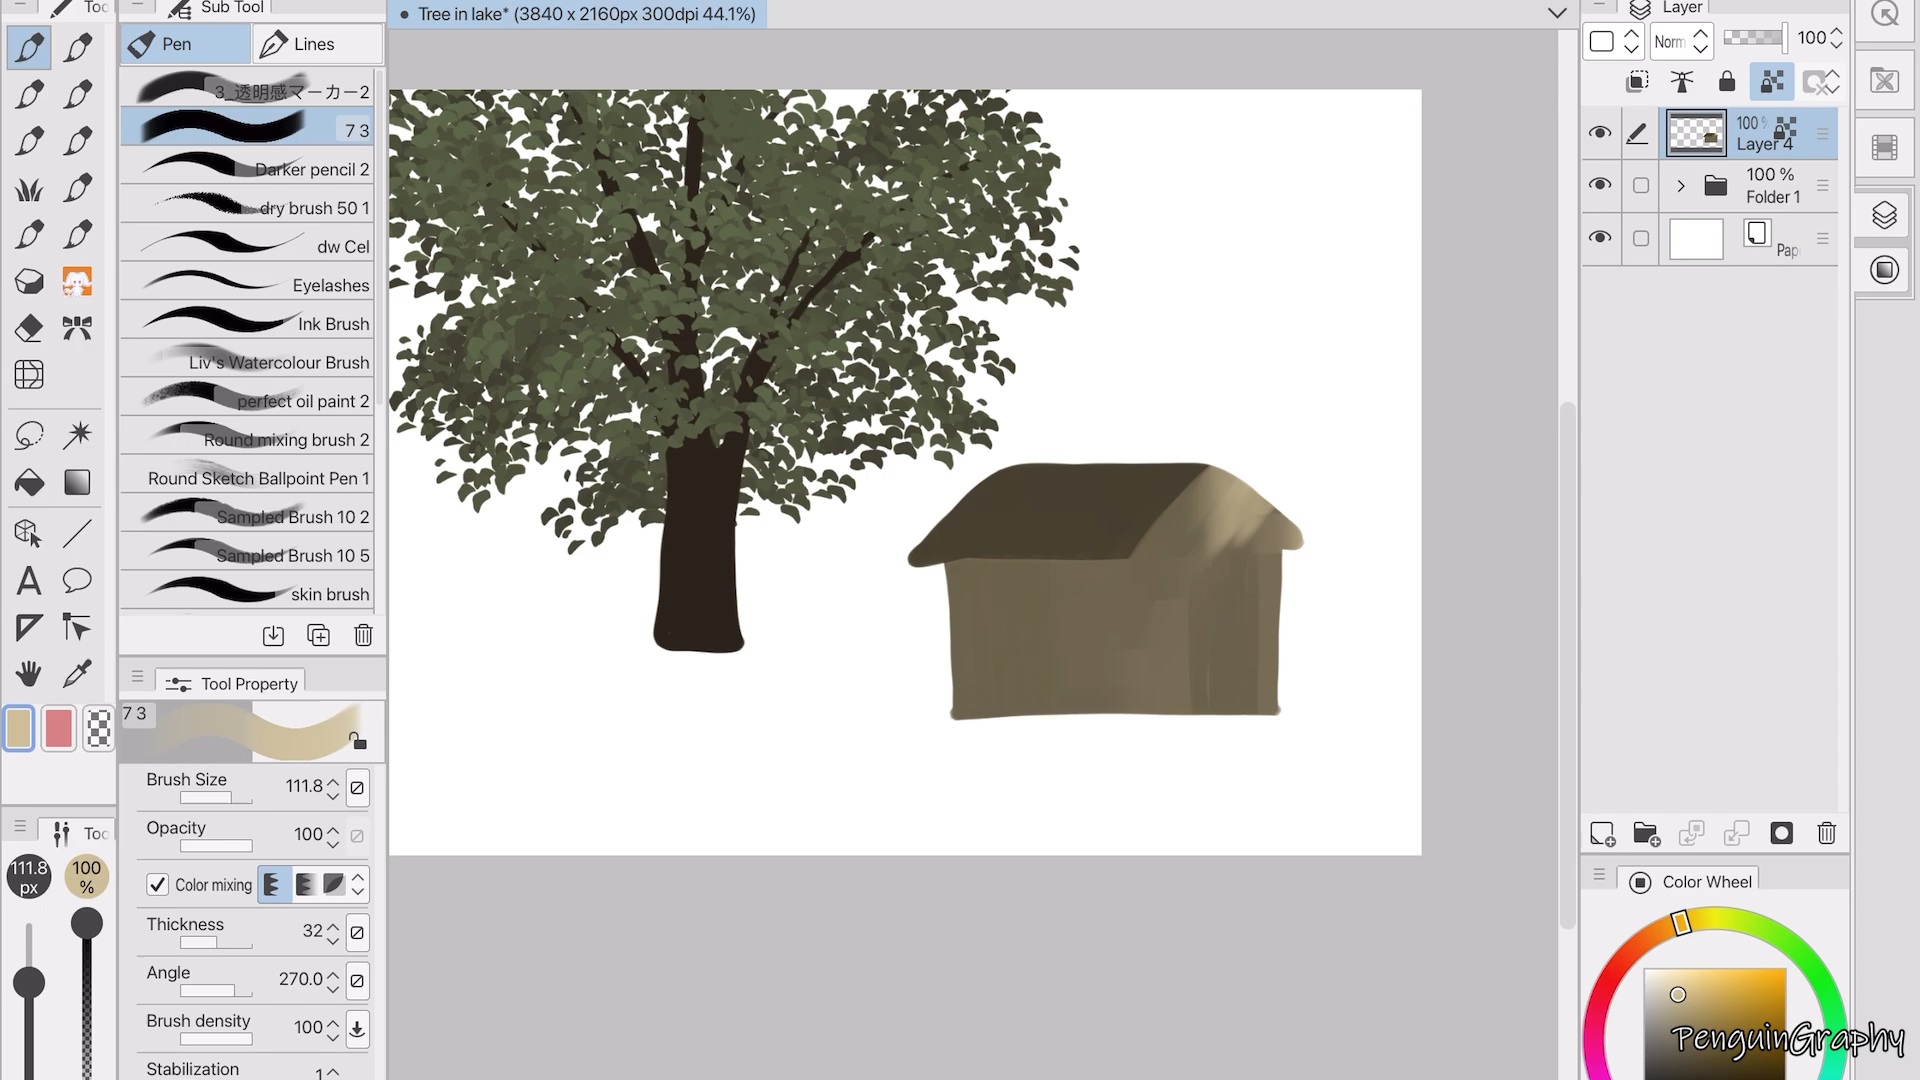 Too
Sub Tool
Tree in lake* (3840 x 2160px 300dpi 44.1%)
Layer
Pen
Lines
Norm
100
3_透明感マーカー2
7 3
Darker pencil 2
dry brush 50 1
dw Cel
Eyelashes
Ink Brush
Liv's Watercolour Brush
perfect oil paint 2
Round mixing brush 2
Round Sketch Ballpoint Pen 1
Sampled Brush 10 2
Sampled Brush 10 5
skin brush
100 %
Layer 4
100 %
Folder 1
Pap
Tool Property
7 3
Brush Size
111.8
Opacity
100
Color mixing
Thickness
32
Angle
270.0
Brush density
100
Stabilization
1
Too
111.8
px
100
%
Color Wheel
PenguinGraphy